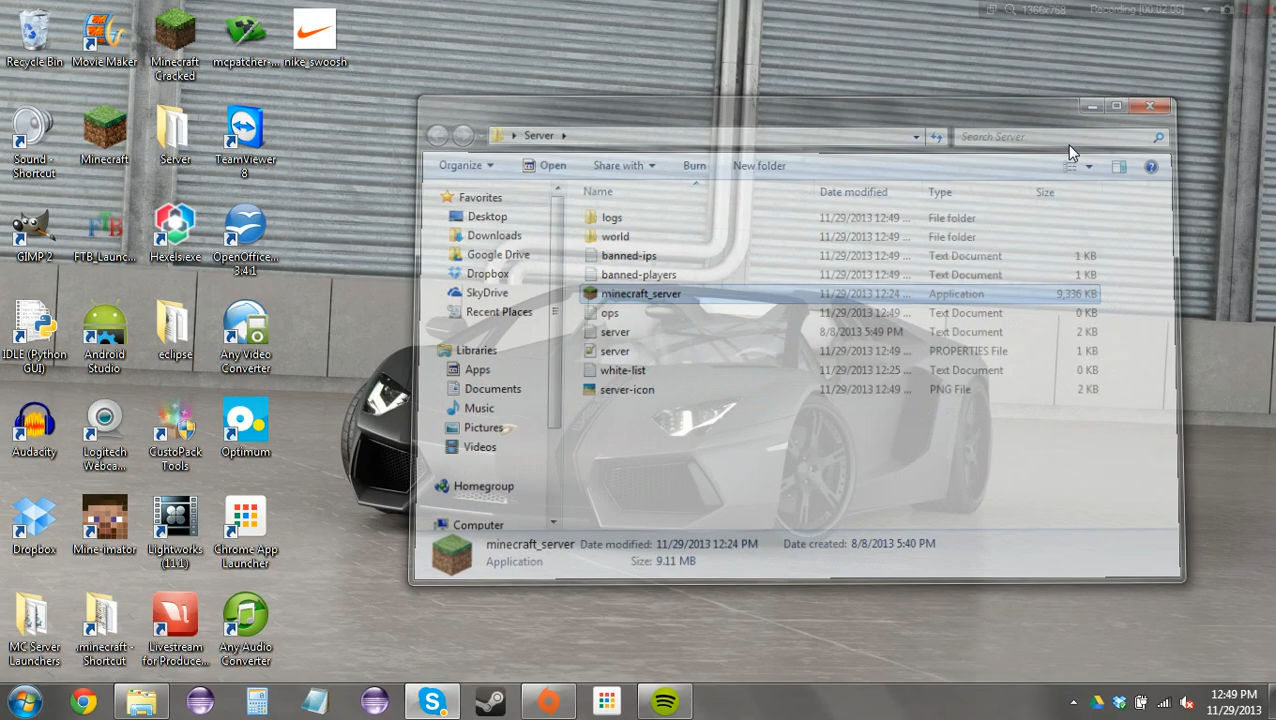 1366x768 Recording [00:02:06]
Recycle Bin
Movie Maker
Minecraft Cracked
mcpatcher-...
nike_swoosh
Sound - Shortcut
Minecraft
Server
TeamViewer 8
GIMP 2
FTB_Launc...
Hexels.exe
OpenOffice... 3.4.1
IDLE (Python GUI)
Android Studio
eclipse
Any Video Converter
Audacity
Logitech Webca...
CustoPack Tools
Optimum
Dropbox
Mine-imator
Lightworks (11.1)
Chrome App Launcher
MC Server Launchers
.minecraft - Shortcut
Livestream for Produce...
Any Audio Converter
Server
Search Server
Organize Open Share with Burn New folder
Favorites
Desktop
Downloads
Google Drive
Dropbox
SkyDrive
Recent Places
Libraries
Apps
Documents
Music
Pictures
Videos
Homegroup
Computer
Name Date modified Type Size
logs 11/29/2013 12:49 ... File folder
world 11/29/2013 12:49 ... File folder
banned-ips 11/29/2013 12:49 ... Text Document 1 KB
banned-players 11/29/2013 12:49 ... Text Document 1 KB
minecraft_server 11/29/2013 12:24 ... Application 9,336 KB
ops 11/29/2013 12:49 ... Text Document 0 KB
server 8/8/2013 5:49 PM Text Document 2 KB
server 11/29/2013 12:49 ... PROPERTIES File 1 KB
white-list 11/29/2013 12:25 ... Text Document 0 KB
server-icon 11/29/2013 12:49 ... PNG File 2 KB
minecraft_server Date modified: 11/29/2013 12:24 PM Date created: 8/8/2013 5:40 PM
Application Size: 9.11 MB
12:49 PM
11/29/2013